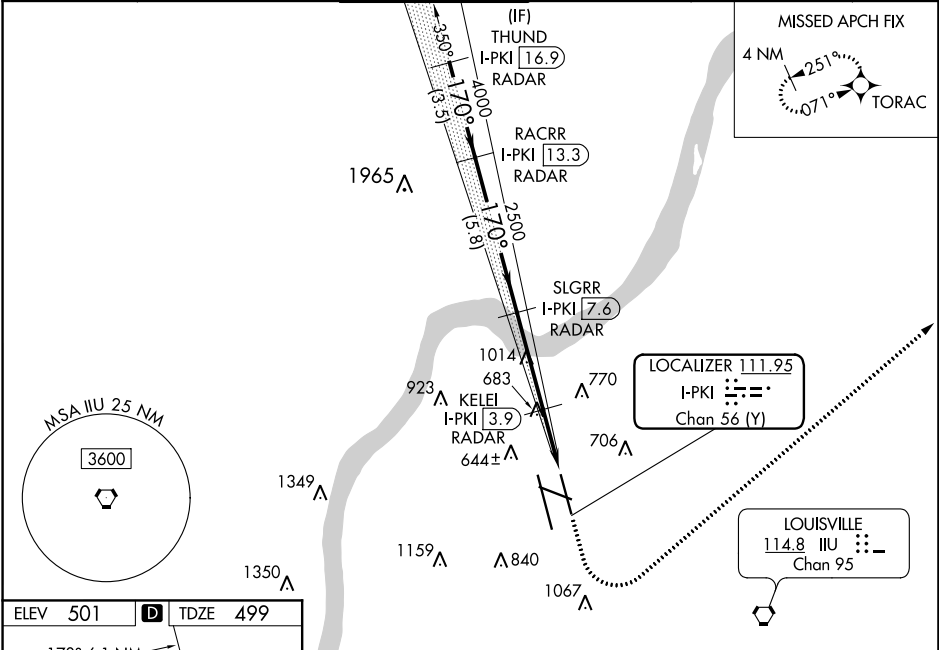 (IF)
THUND
I-PKI 16.9
RADAR
350°
170°
4000
(3.5)
RACRR
I-PKI 13.3
RADAR
1965
170°
2500
(5.8)
SLGRR
I-PKI 7.6
RADAR
1014
923
683
770
KELEI
I-PKI 3.9
RADAR
644±
706
1349
1159
840
1350
1067
MISSED APCH FIX
4 NM
251°
071°
TORAC
LOCALIZER 111.95
I-PKI
Chan 56 (Y)
LOUISVILLE
114.8 IIU
Chan 95
MSA IIU 25 NM
3600
ELEV 501 D TDZE 499